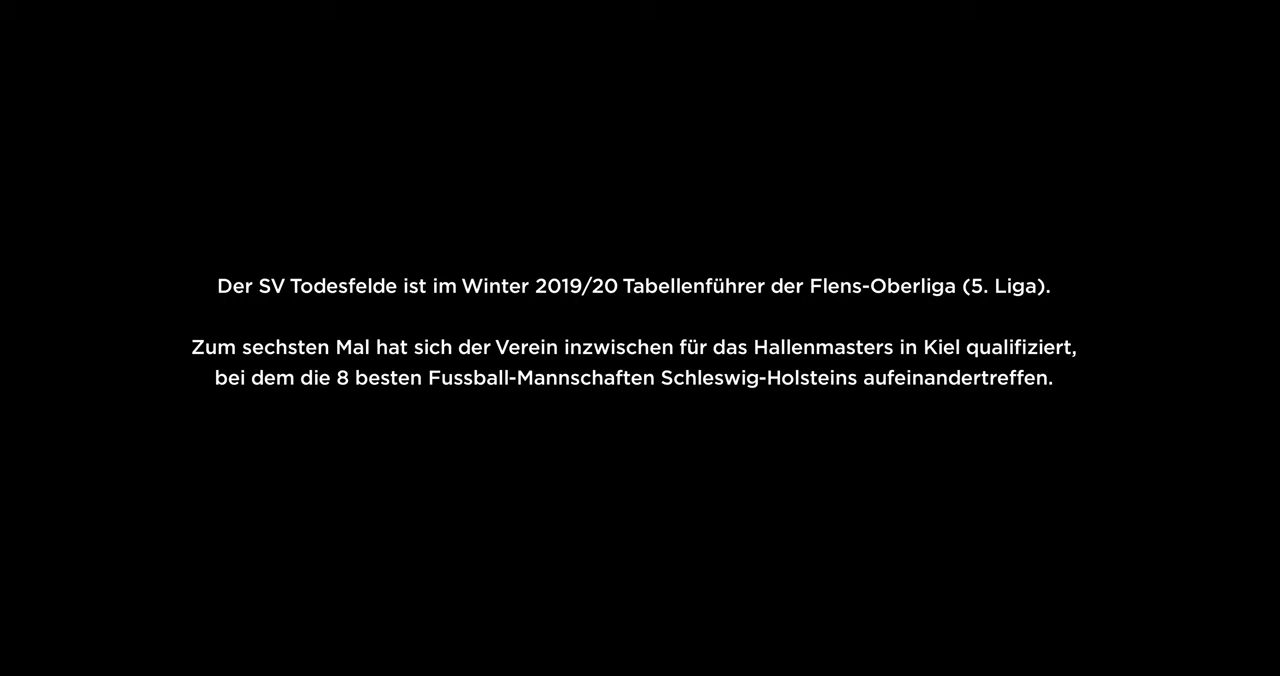 Der SV Todesfelde ist im Winter 2019/20 Tabellenführer der Flens-Oberliga (5. Liga).
Zum sechsten Mal hat sich der Verein inzwischen für das Hallenmasters in Kiel qualifiziert,
bei dem die 8 besten Fussball-Mannschaften Schleswig-Holsteins aufeinandertreffen.